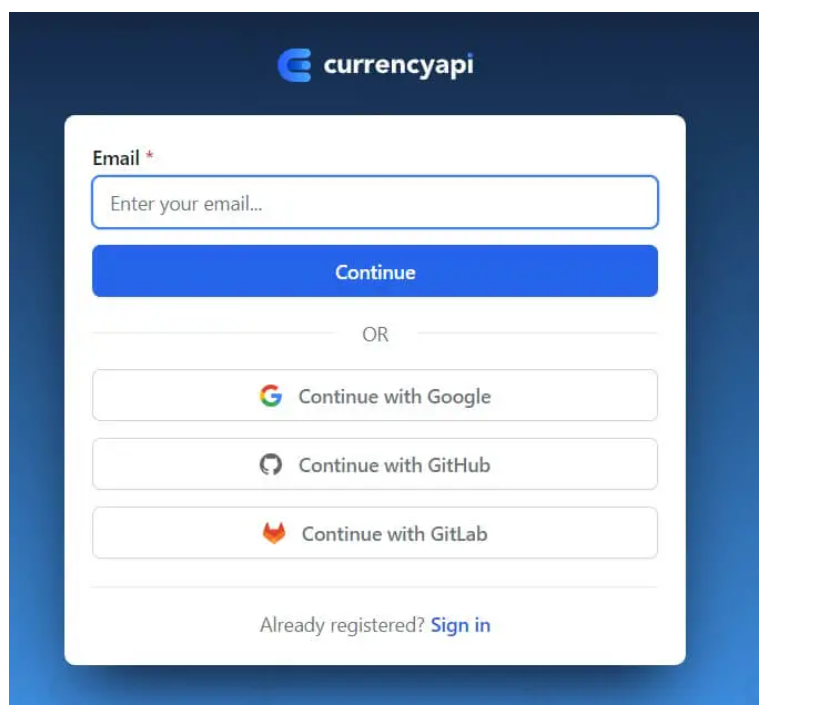 currencyapi
Email *
Enter your email...
Continue
OR
Continue with Google
Continue with GitHub
Continue with GitLab
Already registered? Sign in